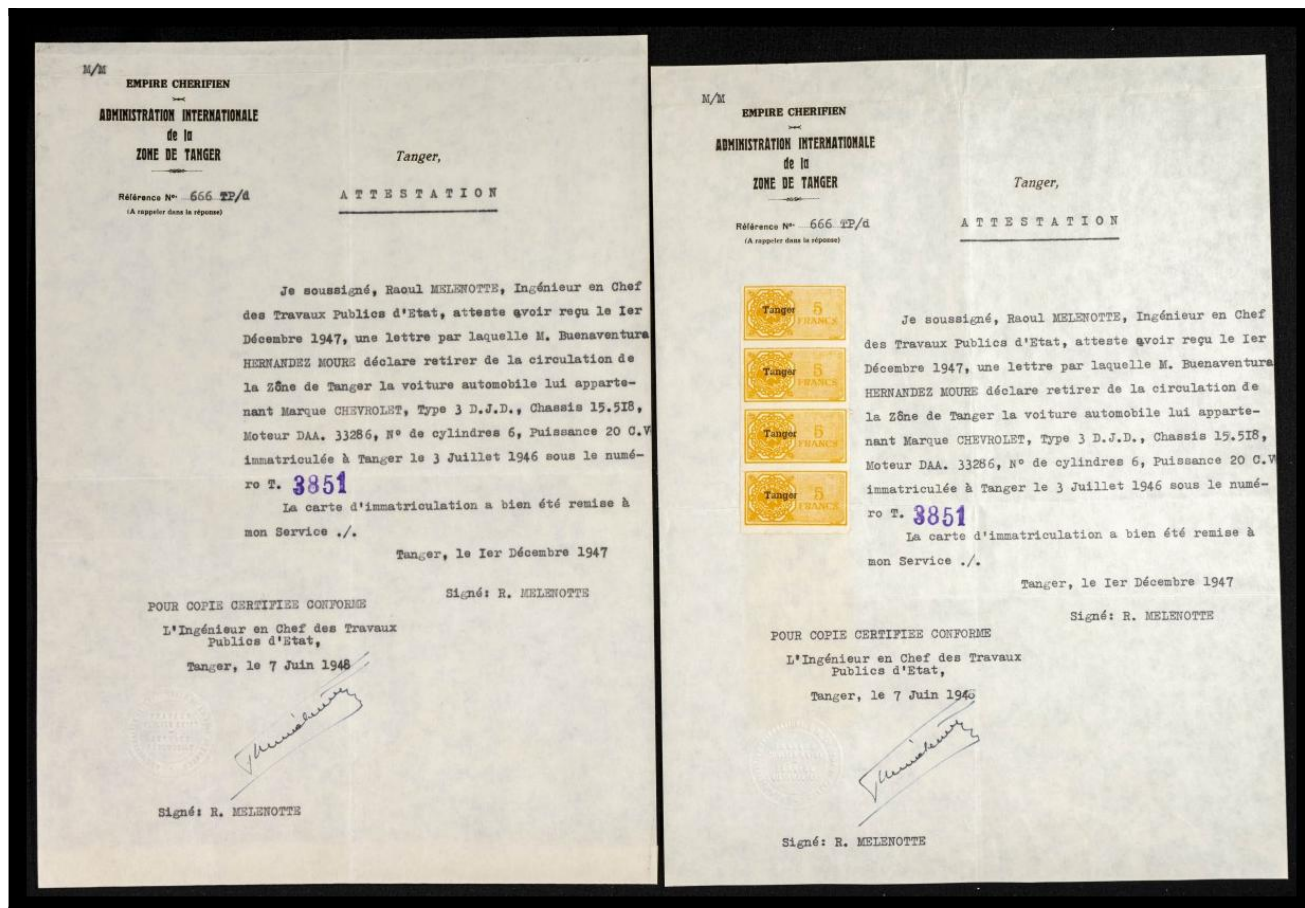 M/M
EMPIRE CHERIFIEN
ADMINISTRATION INTERNATIONALE
de la
ZONE DE TANGER
Tanger,
Référence Nº· 666 TP/d
(A rappeler dans la réponse)
ATTESTATION
Je soussigné, Raoul MELENOTTE, Ingénieur en Chef
des Travaux Publics d'Etat, atteste avoir reçu le Ier
Décembre 1947, une lettre par laquelle M. Buenaventura
HERNANDEZ MOURE déclare retirer de la circulation de
la Zône de Tanger la voiture automobile lui apparte-
nant Marque CHEVROLET, Type 3 D.J.D., Chassis 15.5I8,
Moteur DAA. 33286, Nº de cylindres 6, Puissance 20 C.V
immatriculée à Tanger le 3 Juillet 1946 sous le numé-
ro T. 3851
La carte d'immatriculation a bien été remise à
mon Service ./.
Tanger, le Ier Décembre 1947
Signé: R. MELENOTTE
POUR COPIE CERTIFIEE CONFORME
L'Ingénieur en Chef des Travaux
Publics d'Etat,
Tanger, le 7 Juin 1948
Signé: R. MELENOTTE
M/M
EMPIRE CHERIFIEN
ADMINISTRATION INTERNATIONALE
de la
ZONE DE TANGER
Tanger,
Référence Nº· 666 TP/d
(A rappeler dans la réponse)
ATTESTATION
Tanger 5 FRANCS
Tanger 5 FRANCS
Tanger 5 FRANCS
Tanger 5 FRANCS
Je soussigné, Raoul MELENOTTE, Ingénieur en Chef
des Travaux Publics d'Etat, atteste avoir reçu le Ier
Décembre 1947, une lettre par laquelle M. Buenaventura
HERNANDEZ MOURE déclare retirer de la circulation de
la Zône de Tanger la voiture automobile lui apparte-
nant Marque CHEVROLET, Type 3 D.J.D., Chassis 15.5I8,
Moteur DAA. 33286, Nº de cylindres 6, Puissance 20 C.V
immatriculée à Tanger le 3 Juillet 1946 sous le numé-
ro T. 3851
La carte d'immatriculation a bien été remise à
mon Service ./.
Tanger, le Ier Décembre 1947
Signé: R. MELENOTTE
POUR COPIE CERTIFIEE CONFORME
L'Ingénieur en Chef des Travaux
Publics d'Etat,
Tanger, le 7 Juin 1948
Signé: R. MELENOTTE